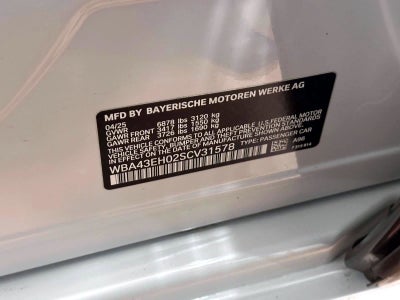 MFD BY BAYERISCHE MOTOREN WERKE AG
04/25
GVWR 6878 lbs 3120 kg
GAWR FRONT 3417 lbs 1550 kg
GAWR REAR 3726 lbs 1690 kg
THIS VEHICLE CONFORMS TO ALL APPLICABLE U.S. FEDERAL MOTOR
VEHICLE SAFETY, BUMPER, AND THEFT PREVENTION STANDARDS
IN EFFECT ON THE DATE OF MANUFACTURE SHOWN ABOVE.
WBA43EH02SCV31578 TYPE: PASSENGER CAR
A96